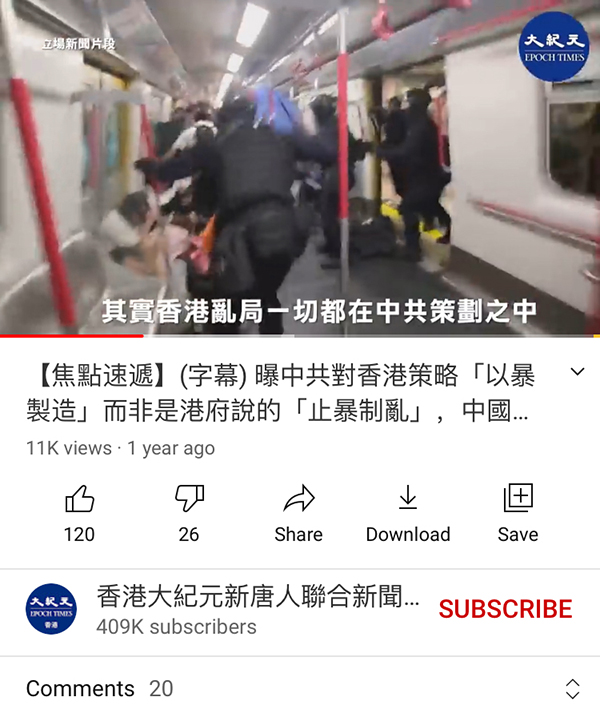 立場新聞片段
大紀元
EPOCH TIMES
其實香港亂局一切都在中共策劃之中
【焦點速遞】(字幕) 曝中共對香港策略「以暴
製造」而非是港府說的「止暴制亂」，中國...
11K views · 1 year ago
120
26
Share
Download
Save
大紀元
EPOCH TIMES
香港
香港大紀元新唐人聯合新聞...
409K subscribers
SUBSCRIBE
Comments 20